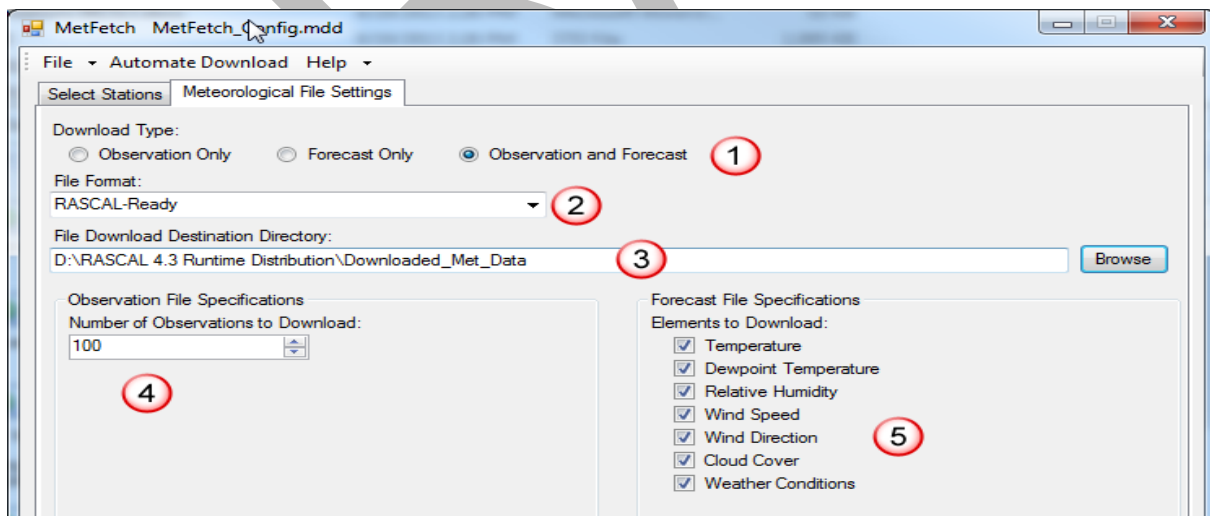 MetFetch MetFetch_Config.mdd
File Automate Download Help
Select Stations Meteorological File Settings
Download Type:
Observation Only Forecast Only Observation and Forecast 1
File Format:
RASCAL-Ready 2
File Download Destination Directory:
D:\RASCAL 4.3 Runtime Distribution\Downloaded_Met_Data 3 Browse
Observation File Specifications
Number of Observations to Download:
100
4
Forecast File Specifications
Elements to Download:
Temperature
Dewpoint Temperature
Relative Humidity
Wind Speed
Wind Direction 5
Cloud Cover
Weather Conditions